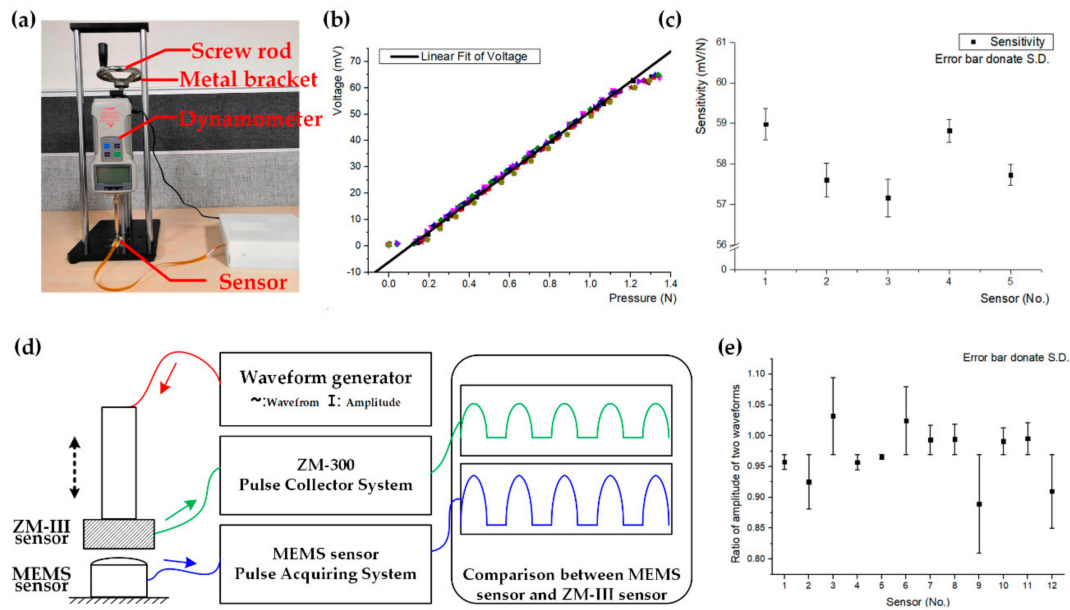 (a)
Screw rod
Metal bracket
Dynamometer
Sensor
(b)
Linear Fit of Voltage
Voltage (mV)
70
60
50
40
30
20
10
0
-10
0.0 0.2 0.4 0.6 0.8 1.0 1.2 1.4
Pressure (N)
(c)
Sensitivity
Error bar donate S.D.
Sensitivity (mV/N)
61
60
59
58
57
56
0
1 2 3 4 5
Sensor (No.)
(d)
Waveform generator
~:Wavefrom I: Amplitude
ZM-300
Pulse Collector System
MEMS sensor
Pulse Acquiring System
ZM-III
sensor
MEMS
sensor
Comparison between MEMS
sensor and ZM-III sensor
(e)
Error bar donate S.D.
Ratio of amplitude of two waveforms
1.10
1.05
1.00
0.95
0.90
0.85
0.80
1 2 3 4 5 6 7 8 9 10 11 12
Sensor (No.)